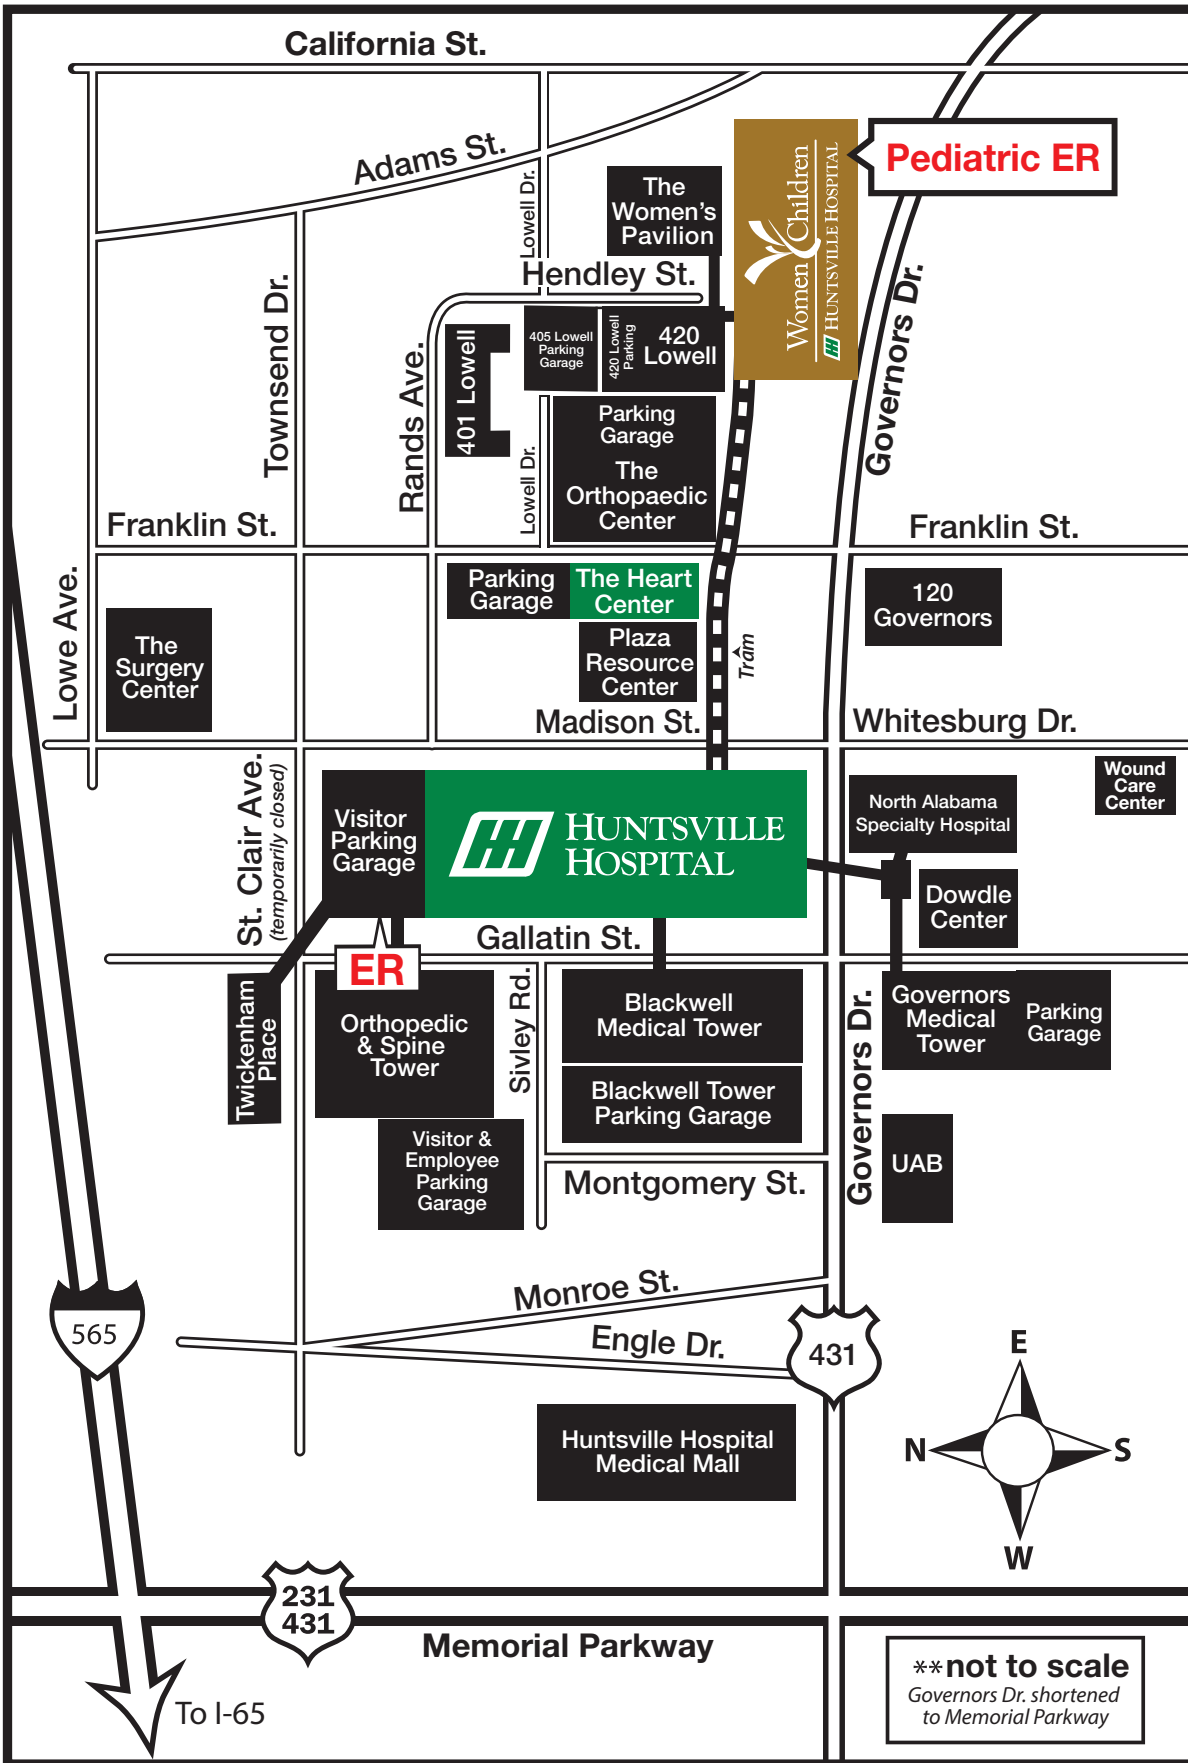 California St.
Adams St.
Pediatric ER
The
Women's
Pavilion
Women Children
HUNTSVILLE HOSPITAL
Lowell Dr.
Hendley St.
Townsend Dr.
Rands Ave.
401 Lowell
405 Lowell
Parking
Garage
420 Lowell
Parking
420
Lowell
Governors Dr.
Parking
Garage
The
Orthopaedic
Center
Lowell Dr.
Franklin St.
Franklin St.
Lowe Ave.
The
Surgery
Center
Parking
Garage
The Heart
Center
Plaza
Resource
Center
Tram
120
Governors
Madison St.
Whitesburg Dr.
St. Clair Ave.
(temporarily closed)
Visitor
Parking
Garage
HUNTSVILLE
HOSPITAL
North Alabama
Specialty Hospital
Wound
Care
Center
Dowdle
Center
Gallatin St.
ER
Twickenham
Place
Orthopedic
& Spine
Tower
Sivley Rd.
Blackwell
Medical Tower
Blackwell Tower
Parking Garage
Governors Dr.
Governors
Medical
Tower
Parking
Garage
Visitor &
Employee
Parking
Garage
Montgomery St.
UAB
Monroe St.
Engle Dr.
565
431
Huntsville Hospital
Medical Mall
E
N
S
W
231
431
Memorial Parkway
To I-65
**not to scale
Governors Dr. shortened
to Memorial Parkway